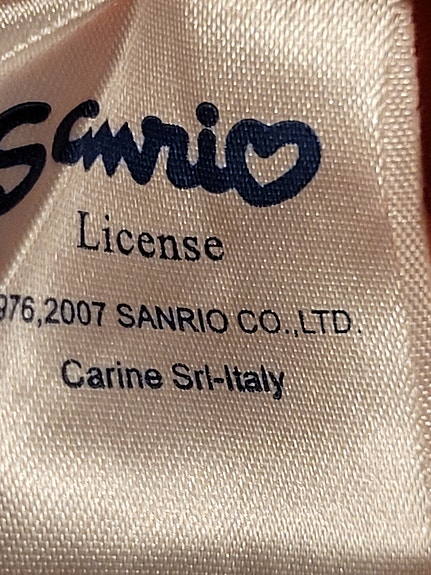 Sanrio
License
976,2007 SANRIO CO.,LTD.
Carine Srl-Italy